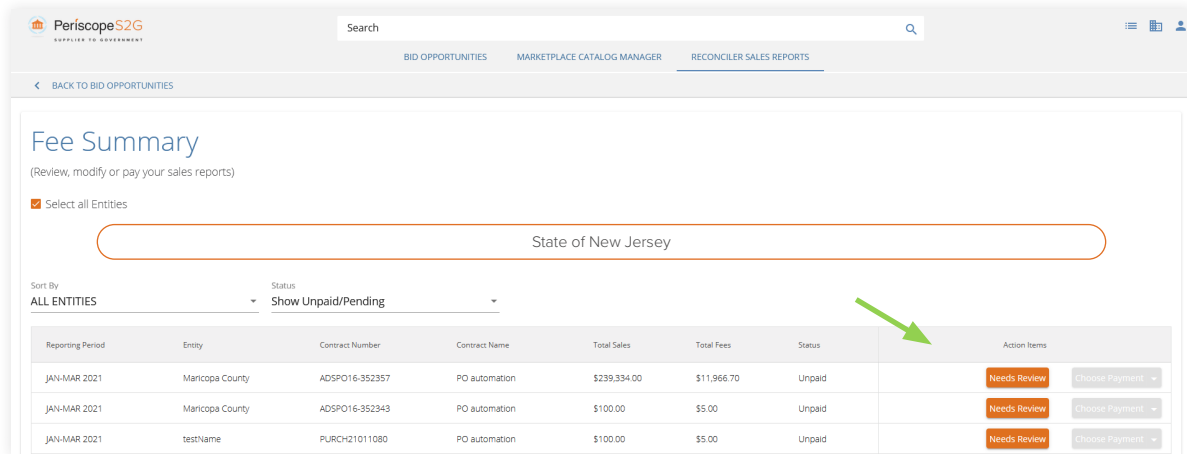 PeríscopeS2G
SUPPLIER TO GOVERNMENT
Search
BID OPPORTUNITIES MARKETPLACE CATALOG MANAGER RECONCILER SALES REPORTS
BACK TO BID OPPORTUNITIES
Fee Summary
(Review, modify or pay your sales reports)
Select all Entities
State of New Jersey
Sort By Status
ALL ENTITIES Show Unpaid/Pending
Reporting Period Entity Contract Number Contract Name Total Sales Total Fees Status Action Items
JAN-MAR 2021 Maricopa County ADSPO16-352357 PO automation $239,334.00 $11,966.70 Unpaid Needs Review Choose Payment
JAN-MAR 2021 Maricopa County ADSPO16-352343 PO automation $100.00 $5.00 Unpaid Needs Review Choose Payment
JAN-MAR 2021 testName PURCH21011080 PO automation $100.00 $5.00 Unpaid Needs Review Choose Payment